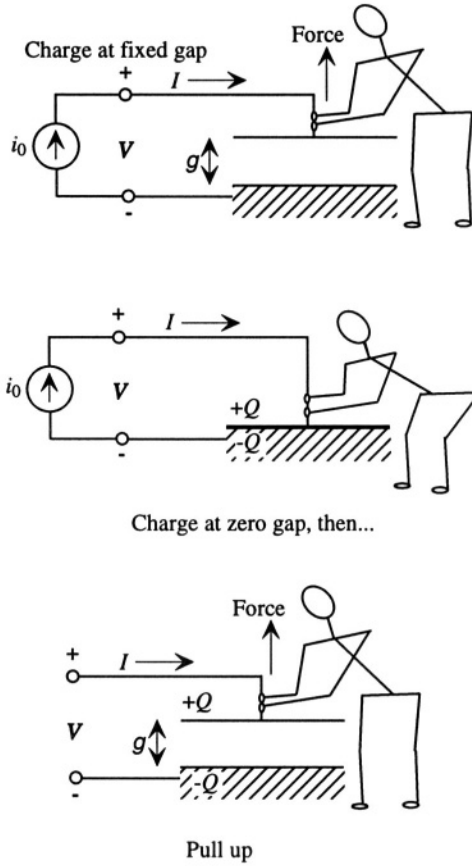 Charge at fixed gap
Force
+
I
i0
V
g
-
+
I
i0
V
+Q
-Q
-
Charge at zero gap, then...
Force
+
I
+Q
V
g
-Q
-
Pull up